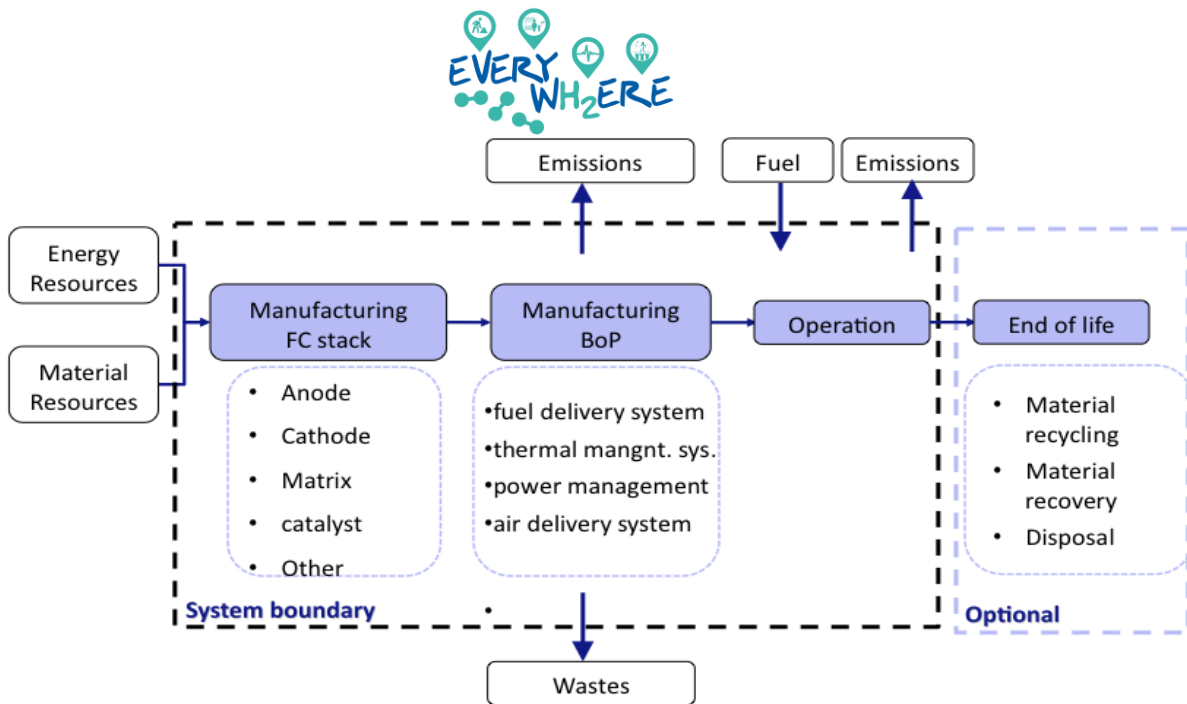 EVERY
WH2ERE
Emissions
Fuel
Emissions
Energy
Resources
Material
Resources
Manufacturing
FC stack
• Anode
• Cathode
• Matrix
• catalyst
• Other
Manufacturing
BoP
•fuel delivery system
•thermal mangnt. sys.
•power management
•air delivery system
•
Operation
End of life
• Material
recycling
• Material
recovery
• Disposal
System boundary
Optional
Wastes